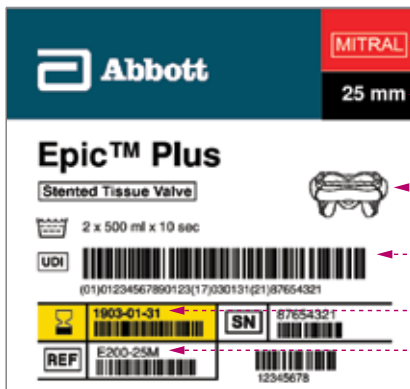 MITRAL
Abbott
25 mm
Epic™ Plus
Stented Tissue Valve
2 x 500 ml x 10 sec
UDI
(01)01234567890123(17)030131(21)87654321
1903-01-31
SN
87654321
REF
E200-25M
12345678